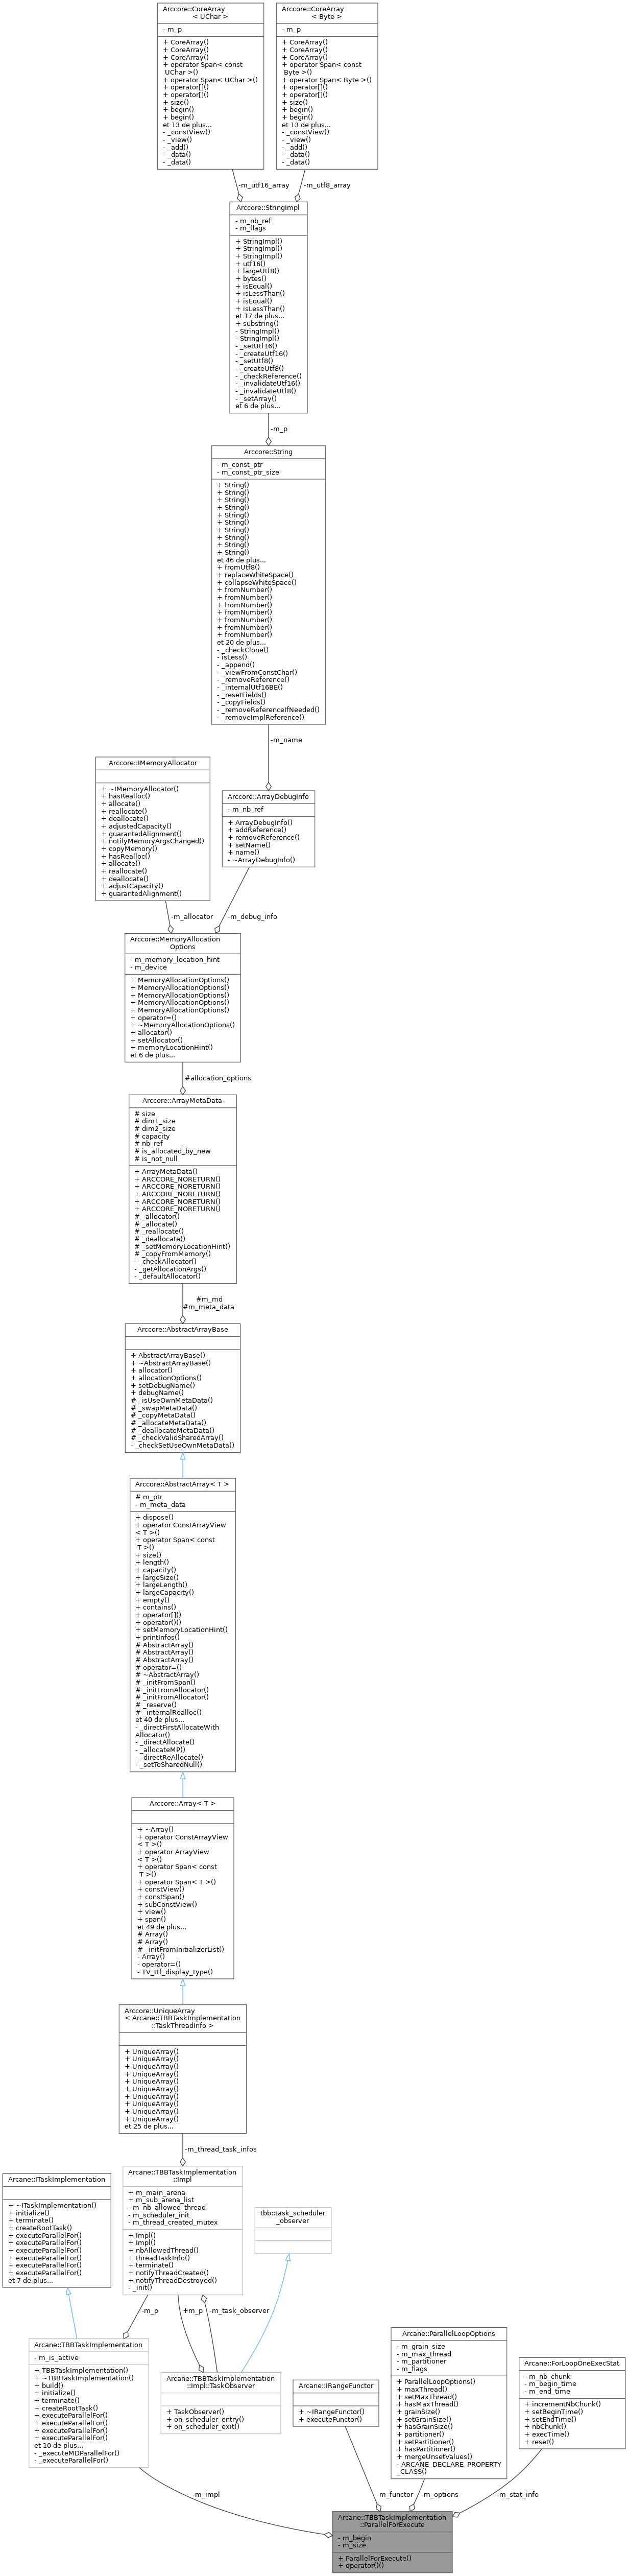 Arccore::CoreArray
< UChar >
- m_p
+ CoreArray()
+ CoreArray()
+ CoreArray()
+ operator Span< const
UChar >()
+ operator Span< UChar >()
+ operator[]()
+ operator[]()
+ size()
+ begin()
+ begin()
et 13 de plus...
- _constView()
- _view()
- _add()
- _data()
- _data()
Arccore::CoreArray
< Byte >
- m_p
+ CoreArray()
+ CoreArray()
+ CoreArray()
+ operator Span< const
Byte >()
+ operator Span< Byte >()
+ operator[]()
+ operator[]()
+ size()
+ begin()
+ begin()
et 13 de plus...
- _constView()
- _view()
- _add()
- _data()
- _data()
-m_utf16_array
-m_utf8_array
Arccore::StringImpl
- m_nb_ref
- m_flags
+ StringImpl()
+ StringImpl()
+ StringImpl()
+ utf16()
+ largeUtf8()
+ bytes()
+ isEqual()
+ isLessThan()
+ isEqual()
+ isLessThan()
et 17 de plus...
+ substring()
- StringImpl()
- StringImpl()
- _setUtf16()
- _createUtf16()
- _setUtf8()
- _createUtf8()
- _checkReference()
- _invalidateUtf16()
- _invalidateUtf8()
- _setArray()
et 6 de plus...
-m_p
Arccore::String
- m_const_ptr
- m_const_ptr_size
+ String()
+ String()
+ String()
+ String()
+ String()
+ String()
+ String()
+ String()
+ String()
+ String()
et 46 de plus...
+ fromUtf8()
+ replaceWhiteSpace()
+ collapseWhiteSpace()
+ fromNumber()
+ fromNumber()
+ fromNumber()
+ fromNumber()
+ fromNumber()
+ fromNumber()
+ fromNumber()
et 20 de plus...
- _checkClone()
- isLess()
- _append()
- _viewFromConstChar()
- _removeReference()
- _internalUtf16BE()
- _resetFields()
- _copyFields()
- _removeReferenceIfNeeded()
- _removeImplReference()
-m_name
Arccore::IMemoryAllocator
+ ~IMemoryAllocator()
+ hasRealloc()
+ allocate()
+ reallocate()
+ deallocate()
+ adjustedCapacity()
+ guarantedAlignment()
+ notifyMemoryArgsChanged()
+ copyMemory()
+ hasRealloc()
+ allocate()
+ reallocate()
+ deallocate()
+ adjustCapacity()
+ guarantedAlignment()
Arccore::ArrayDebugInfo
- m_nb_ref
+ ArrayDebugInfo()
+ addReference()
+ removeReference()
+ setName()
+ name()
- ~ArrayDebugInfo()
-m_allocator
-m_debug_info
Arccore::MemoryAllocation
Options
- m_memory_location_hint
- m_device
+ MemoryAllocationOptions()
+ MemoryAllocationOptions()
+ MemoryAllocationOptions()
+ MemoryAllocationOptions()
+ MemoryAllocationOptions()
+ operator=()
+ ~MemoryAllocationOptions()
+ allocator()
+ setAllocator()
+ memoryLocationHint()
et 6 de plus...
#allocation_options
Arccore::ArrayMetaData
# size
# dim1_size
# dim2_size
# capacity
# nb_ref
# is_allocated_by_new
# is_not_null
+ ArrayMetaData()
+ ARCCORE_NORETURN()
+ ARCCORE_NORETURN()
+ ARCCORE_NORETURN()
+ ARCCORE_NORETURN()
+ ARCCORE_NORETURN()
# _allocator()
# _allocate()
# _reallocate()
# _deallocate()
# _setMemoryLocationHint()
# _copyFromMemory()
- _checkAllocator()
- _getAllocationArgs()
- _defaultAllocator()
#m_md
#m_meta_data
Arccore::AbstractArrayBase
+ AbstractArrayBase()
+ ~AbstractArrayBase()
+ allocator()
+ allocationOptions()
+ setDebugName()
+ debugName()
# _isUseOwnMetaData()
# _swapMetaData()
# _copyMetaData()
# _allocateMetaData()
# _deallocateMetaData()
# _checkValidSharedArray()
- _checkSetUseOwnMetaData()
Arccore::AbstractArray< T >
# m_ptr
- m_meta_data
+ dispose()
+ operator ConstArrayView
< T >()
+ operator Span< const
T >()
+ size()
+ length()
+ capacity()
+ largeSize()
+ largeLength()
+ largeCapacity()
+ empty()
+ contains()
+ operator[]()
+ operator()()
+ setMemoryLocationHint()
+ printInfos()
# AbstractArray()
# AbstractArray()
# AbstractArray()
# operator=()
# ~AbstractArray()
# _initFromSpan()
# _initFromAllocator()
# _initFromAllocator()
# _reserve()
# _internalRealloc()
et 40 de plus...
- _directFirstAllocateWith
Allocator()
- _directAllocate()
- _allocateMP()
- _directReAllocate()
- _setToSharedNull()
Arccore::Array< T >
+ ~Array()
+ operator ConstArrayView
< T >()
+ operator ArrayView
< T >()
+ operator Span< const
T >()
+ operator Span< T >()
+ constView()
+ constSpan()
+ subConstView()
+ view()
+ span()
et 49 de plus...
# Array()
# Array()
# _initFromInitializerList()
- Array()
- operator=()
- TV_ttf_display_type()
Arccore::UniqueArray
< Arcane::TBBTaskImplementation
::TaskThreadInfo >
+ UniqueArray()
+ UniqueArray()
+ UniqueArray()
+ UniqueArray()
+ UniqueArray()
+ UniqueArray()
+ UniqueArray()
+ UniqueArray()
+ UniqueArray()
+ UniqueArray()
et 25 de plus...
-m_thread_task_infos
Arcane::ITaskImplementation
+ ~ITaskImplementation()
+ initialize()
+ terminate()
+ createRootTask()
+ executeParallelFor()
+ executeParallelFor()
+ executeParallelFor()
+ executeParallelFor()
+ executeParallelFor()
+ executeParallelFor()
et 7 de plus...
Arcane::TBBTaskImplementation
::Impl
+ m_main_arena
+ m_sub_arena_list
- m_nb_allowed_thread
- m_scheduler_init
- m_thread_created_mutex
+ Impl()
+ Impl()
+ nbAllowedThread()
+ threadTaskInfo()
+ terminate()
+ notifyThreadCreated()
+ notifyThreadDestroyed()
- _init()
tbb::task_scheduler
_observer
-m_p
+m_p
-m_task_observer
Arcane::TBBTaskImplementation
- m_is_active
+ TBBTaskImplementation()
+ ~TBBTaskImplementation()
+ build()
+ initialize()
+ terminate()
+ createRootTask()
+ executeParallelFor()
+ executeParallelFor()
+ executeParallelFor()
+ executeParallelFor()
et 10 de plus...
- _executeMDParallelFor()
- _executeParallelFor()
Arcane::TBBTaskImplementation
::Impl::TaskObserver
+ TaskObserver()
+ on_scheduler_entry()
+ on_scheduler_exit()
Arcane::IRangeFunctor
+ ~IRangeFunctor()
+ executeFunctor()
Arcane::ParallelLoopOptions
- m_grain_size
- m_max_thread
- m_partitioner
- m_flags
+ ParallelLoopOptions()
+ maxThread()
+ setMaxThread()
+ hasMaxThread()
+ grainSize()
+ setGrainSize()
+ hasGrainSize()
+ partitioner()
+ setPartitioner()
+ hasPartitioner()
+ mergeUnsetValues()
- ARCANE_DECLARE_PROPERTY
_CLASS()
Arcane::ForLoopOneExecStat
- m_nb_chunk
- m_begin_time
- m_end_time
+ incrementNbChunk()
+ setBeginTime()
+ setEndTime()
+ nbChunk()
+ execTime()
+ reset()
-m_impl
-m_functor
-m_options
-m_stat_info
Arcane::TBBTaskImplementation
::ParallelForExecute
- m_begin
- m_size
+ ParallelForExecute()
+ operator()()